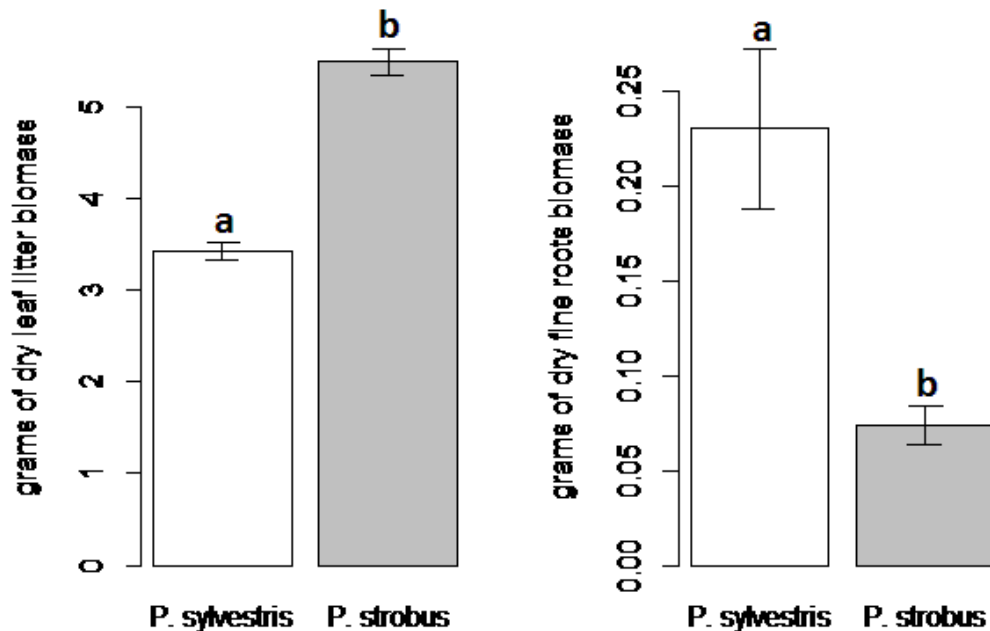 grams of dry leaf litter biomass
0
1
2
3
4
5
a
b
P. sylvestris
P. strobus
grams of dry fine roots biomass
0.00
0.05
0.10
0.15
0.20
0.25
a
b
P. sylvestris
P. strobus